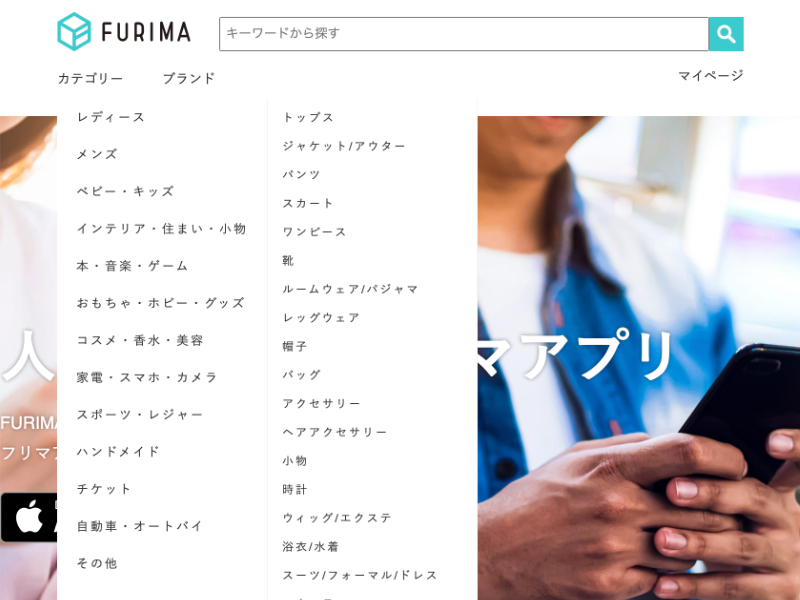 FURIMA
キーワードから探す
カテゴリー
ブランド
マイページ
レディース
メンズ
ベビー・キッズ
インテリア・住まい・小物
本・音楽・ゲーム
おもちゃ・ホビー・グッズ
コスメ・香水・美容
家電・スマホ・カメラ
スポーツ・レジャー
ハンドメイド
チケット
自動車・オートバイ
その他
トップス
ジャケット/アウター
パンツ
スカート
ワンピース
靴
ルームウェア/パジャマ
レッグウェア
帽子
バッグ
アクセサリー
ヘアアクセサリー
小物
時計
ウィッグ/エクステ
浴衣/水着
スーツ/フォーマル/ドレス
人
マアプリ
FURIMA
フリマア